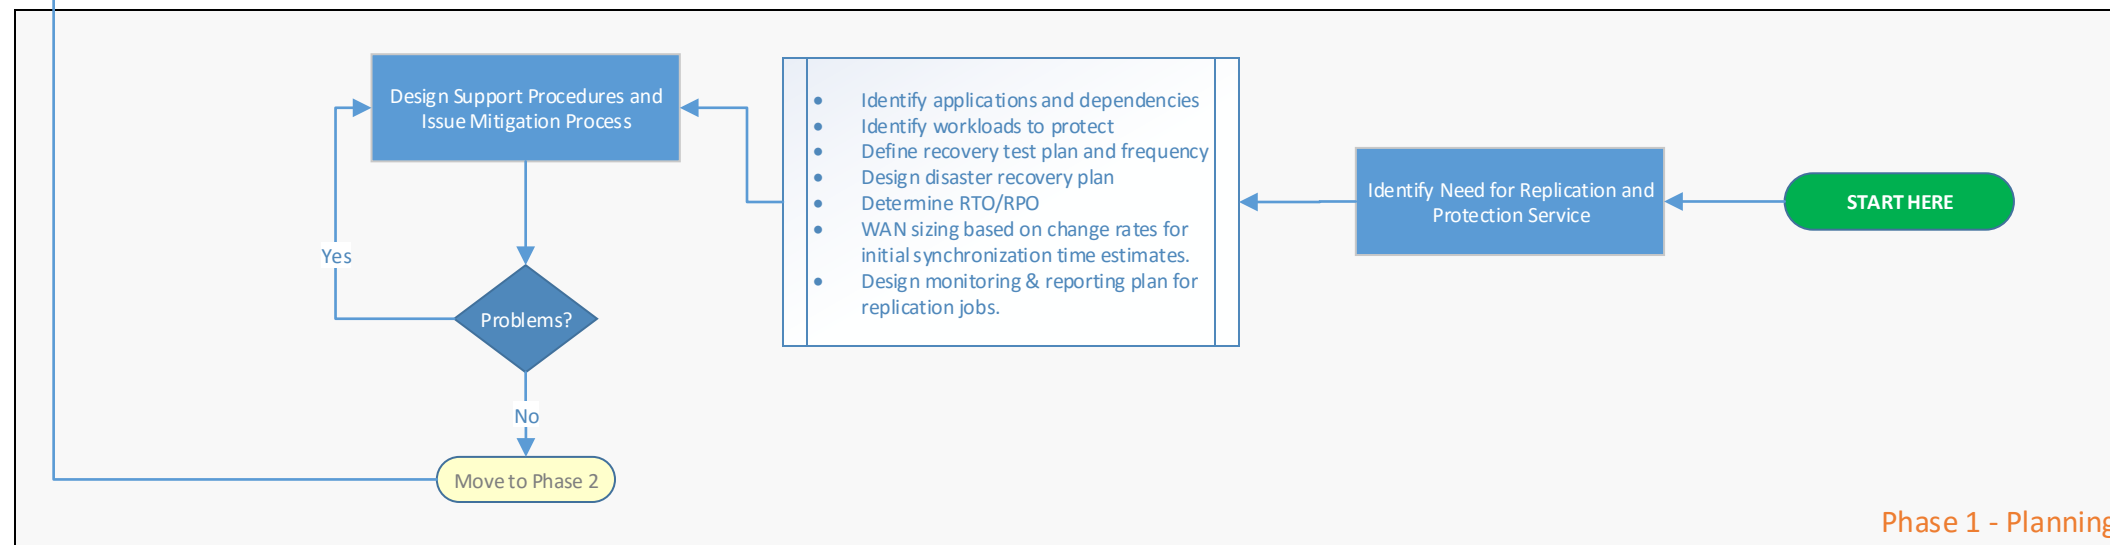 Design Support Procedures and
Issue Mitigation Process
• Identify applications and dependencies
• Identify workloads to protect
• Define recovery test plan and frequency
• Design disaster recovery plan
• Determine RTO/RPO
• WAN sizing based on change rates for
initial synchronization time estimates.
• Design monitoring & reporting plan for
replication jobs.
Identify Need for Replication and
Protection Service
START HERE
Yes
Problems?
No
Move to Phase 2
Phase 1 - Planning